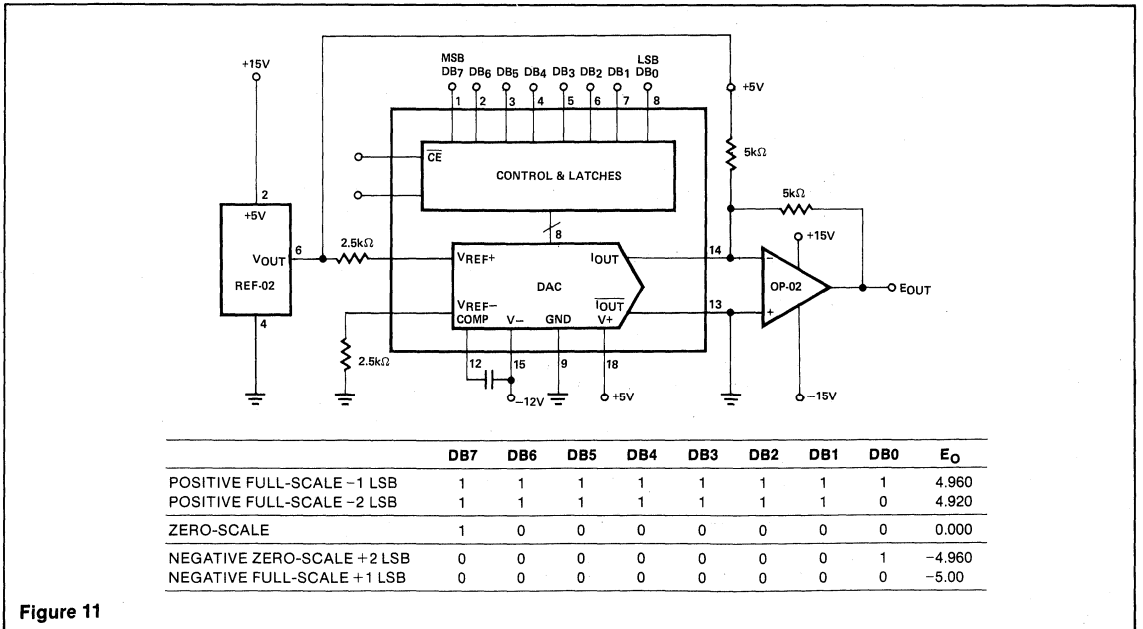 +15V
MSB LSB
DB7 DB6 DB5 DB4 DB3 DB2 DB1 DB0
1 2 3 4 5 6 7 8
+5V
CE
CONTROL & LATCHES
5kΩ
5kΩ
8
2
+5V
VOUT
6
REF-02
4
2.5kΩ
VREF+
IOUT
14
+15V
DAC
OP-02
EOUT
VREF−
COMP V− GND
IOUT
V+
13
2.5kΩ
12 15 9 18
−12V
+5V
−15V
DB7 DB6 DB5 DB4 DB3 DB2 DB1 DB0 EO
POSITIVE FULL-SCALE −1 LSB 1 1 1 1 1 1 1 1 4.960
POSITIVE FULL-SCALE −2 LSB 1 1 1 1 1 1 1 0 4.920
ZERO-SCALE 1 0 0 0 0 0 0 0 0.000
NEGATIVE ZERO-SCALE +2 LSB 0 0 0 0 0 0 0 1 −4.960
NEGATIVE FULL-SCALE +1 LSB 0 0 0 0 0 0 0 0 −5.00
Figure 11